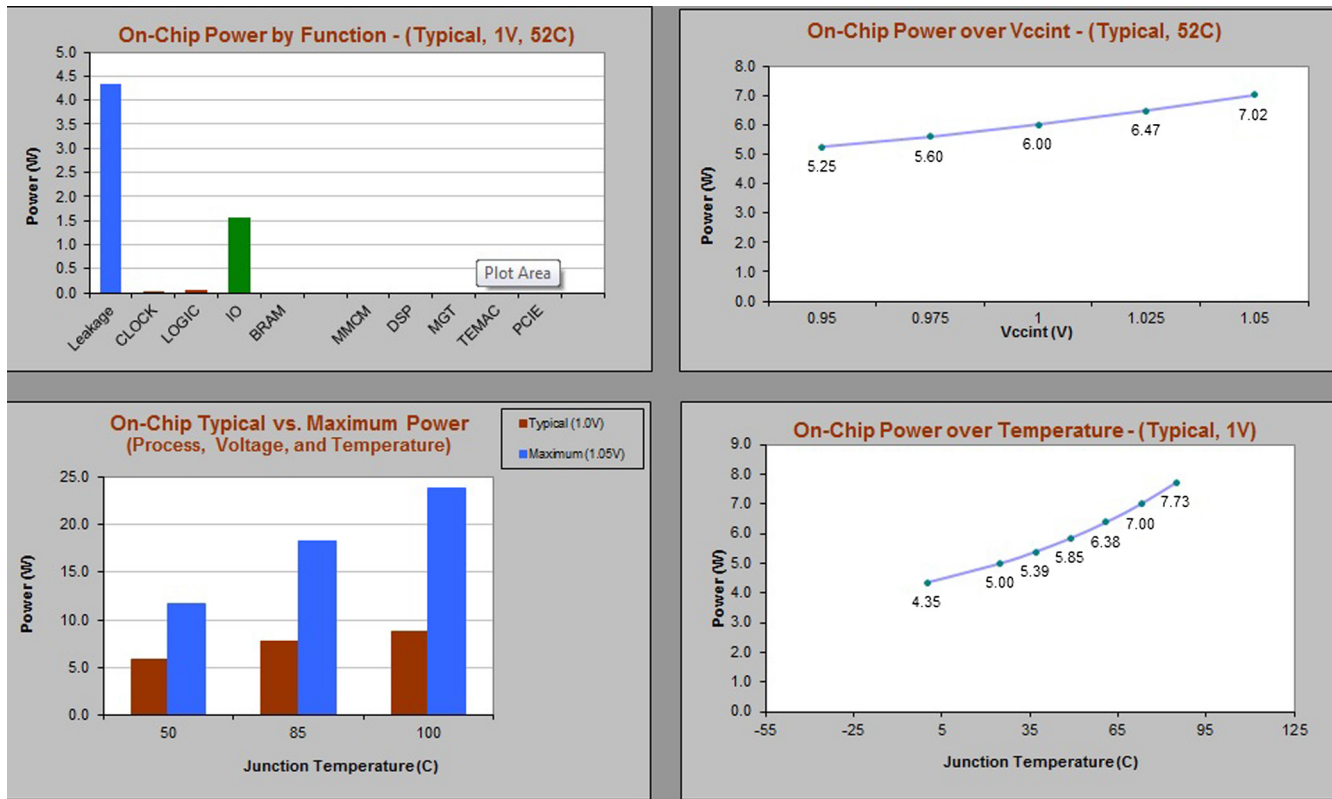 On-Chip Power by Function - (Typical, 1V, 52C)
5.0
4.5
4.0
3.5
3.0
2.5
2.0
1.5
1.0
0.5
0.0
Power (W)
Plot Area
Leakage
CLOCK
LOGIC
IO
BRAM
MMCM
DSP
MGT
TEMAC
PCIE
On-Chip Power over Vccint - (Typical, 52C)
8.0
7.0
6.0
5.0
4.0
3.0
2.0
1.0
0.0
Power (W)
5.25
5.60
6.00
6.47
7.02
0.95 0.975 1 1.025 1.05
Vccint (V)
On-Chip Typical vs. Maximum Power
(Process, Voltage, and Temperature)
Typical (1.0V)
Maximum (1.05V)
25.0
20.0
15.0
10.0
5.0
0.0
Power (W)
50 85 100
Junction Temperature (C)
On-Chip Power over Temperature - (Typical, 1V)
9.0
8.0
7.0
6.0
5.0
4.0
3.0
2.0
1.0
0.0
Power (W)
4.35
5.00
5.39
5.85
6.38
7.00
7.73
-55 -25 5 35 65 95 125
Junction Temperature (C)